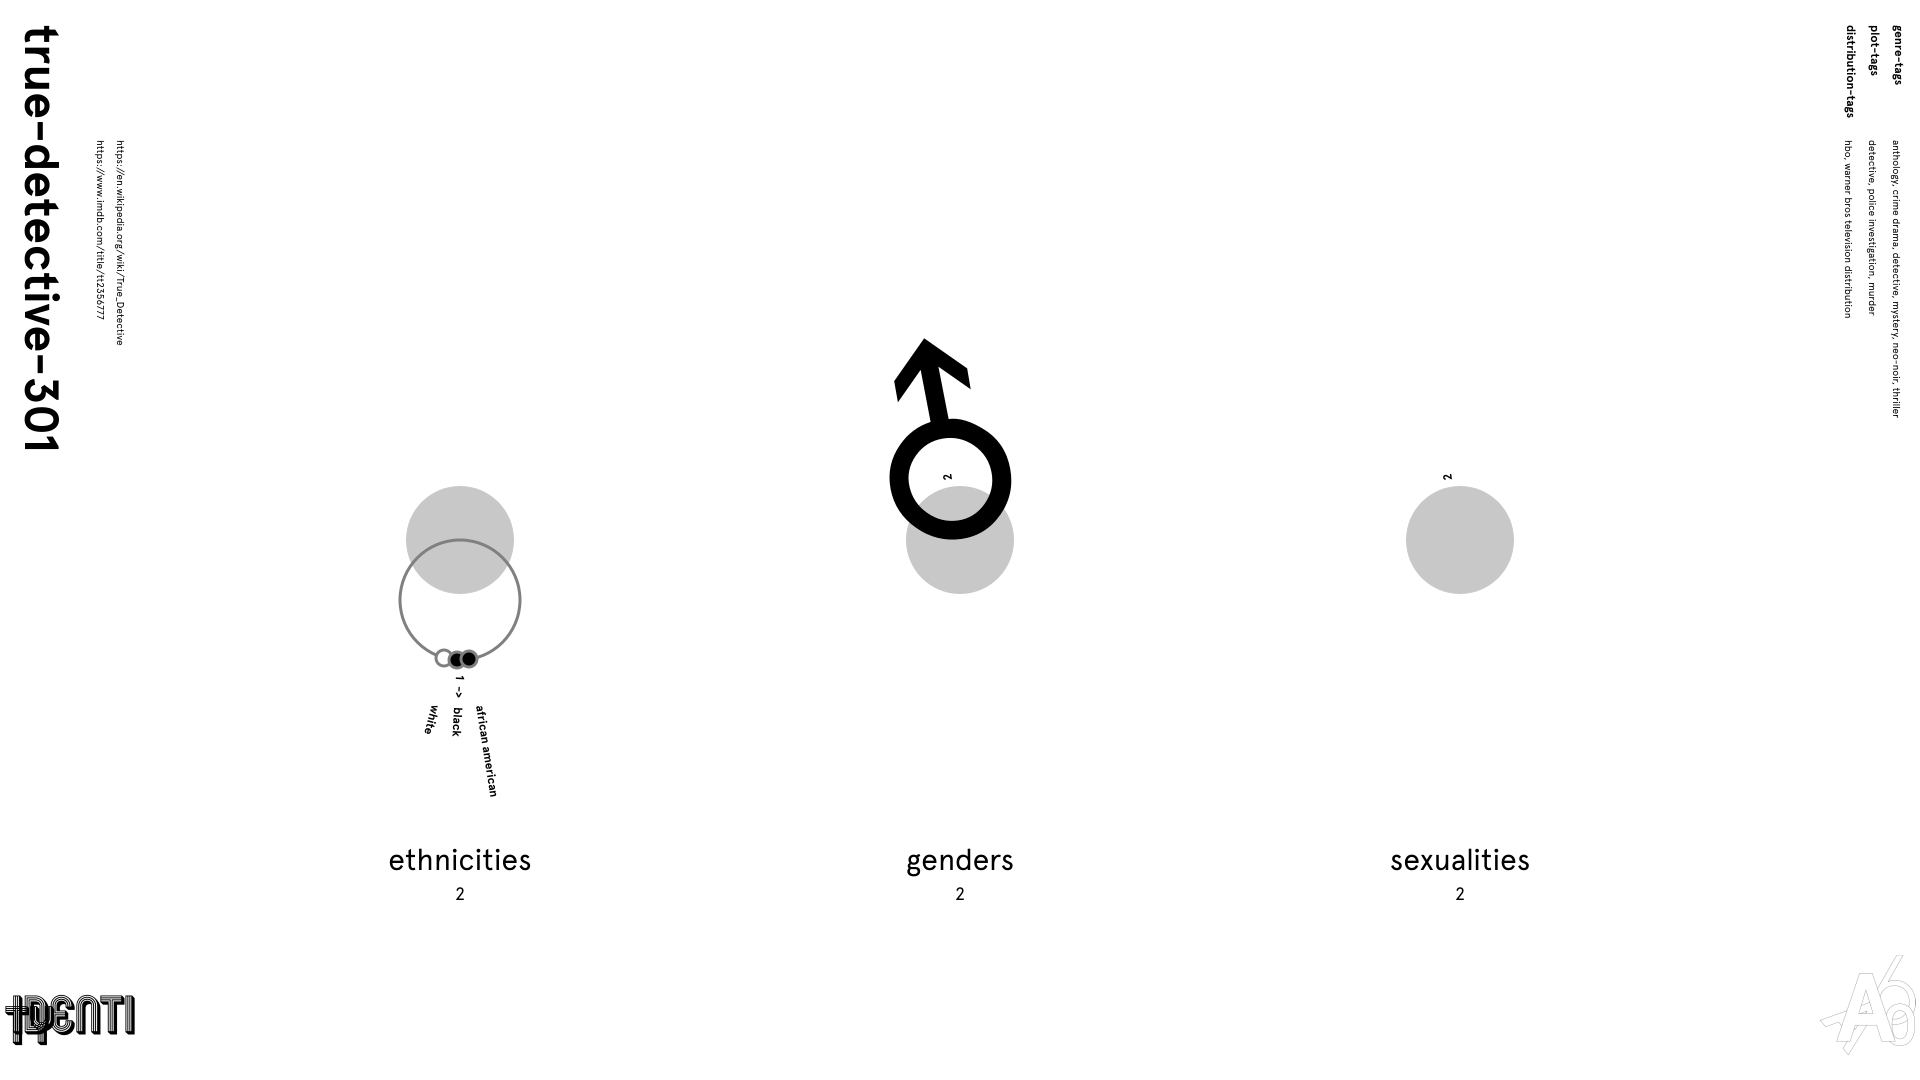 true-detective-301
https://en.wikipedia.org/wiki/True_Detective
https://www.imdb.com/title/tt2356777
genre-tags
anthology, crime drama, detective, mystery, neo-noir, thriller
plot-tags
detective, police investigation, murder
distribution-tags
hbo, warner bros television distribution
2
2
1 ->
african american
black
white
ethnicities
2
genders
2
sexualities
2
IDENTI